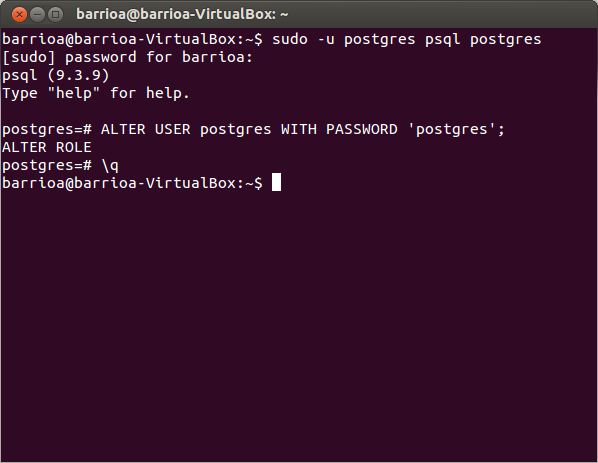 barrioa@barrioa-VirtualBox: ~
barrioa@barrioa-VirtualBox:~$ sudo -u postgres psql postgres
[sudo] password for barrioa:
psql (9.3.9)
Type "help" for help.
postgres=# ALTER USER postgres WITH PASSWORD 'postgres';
ALTER ROLE
postgres=# \q
barrioa@barrioa-VirtualBox:~$